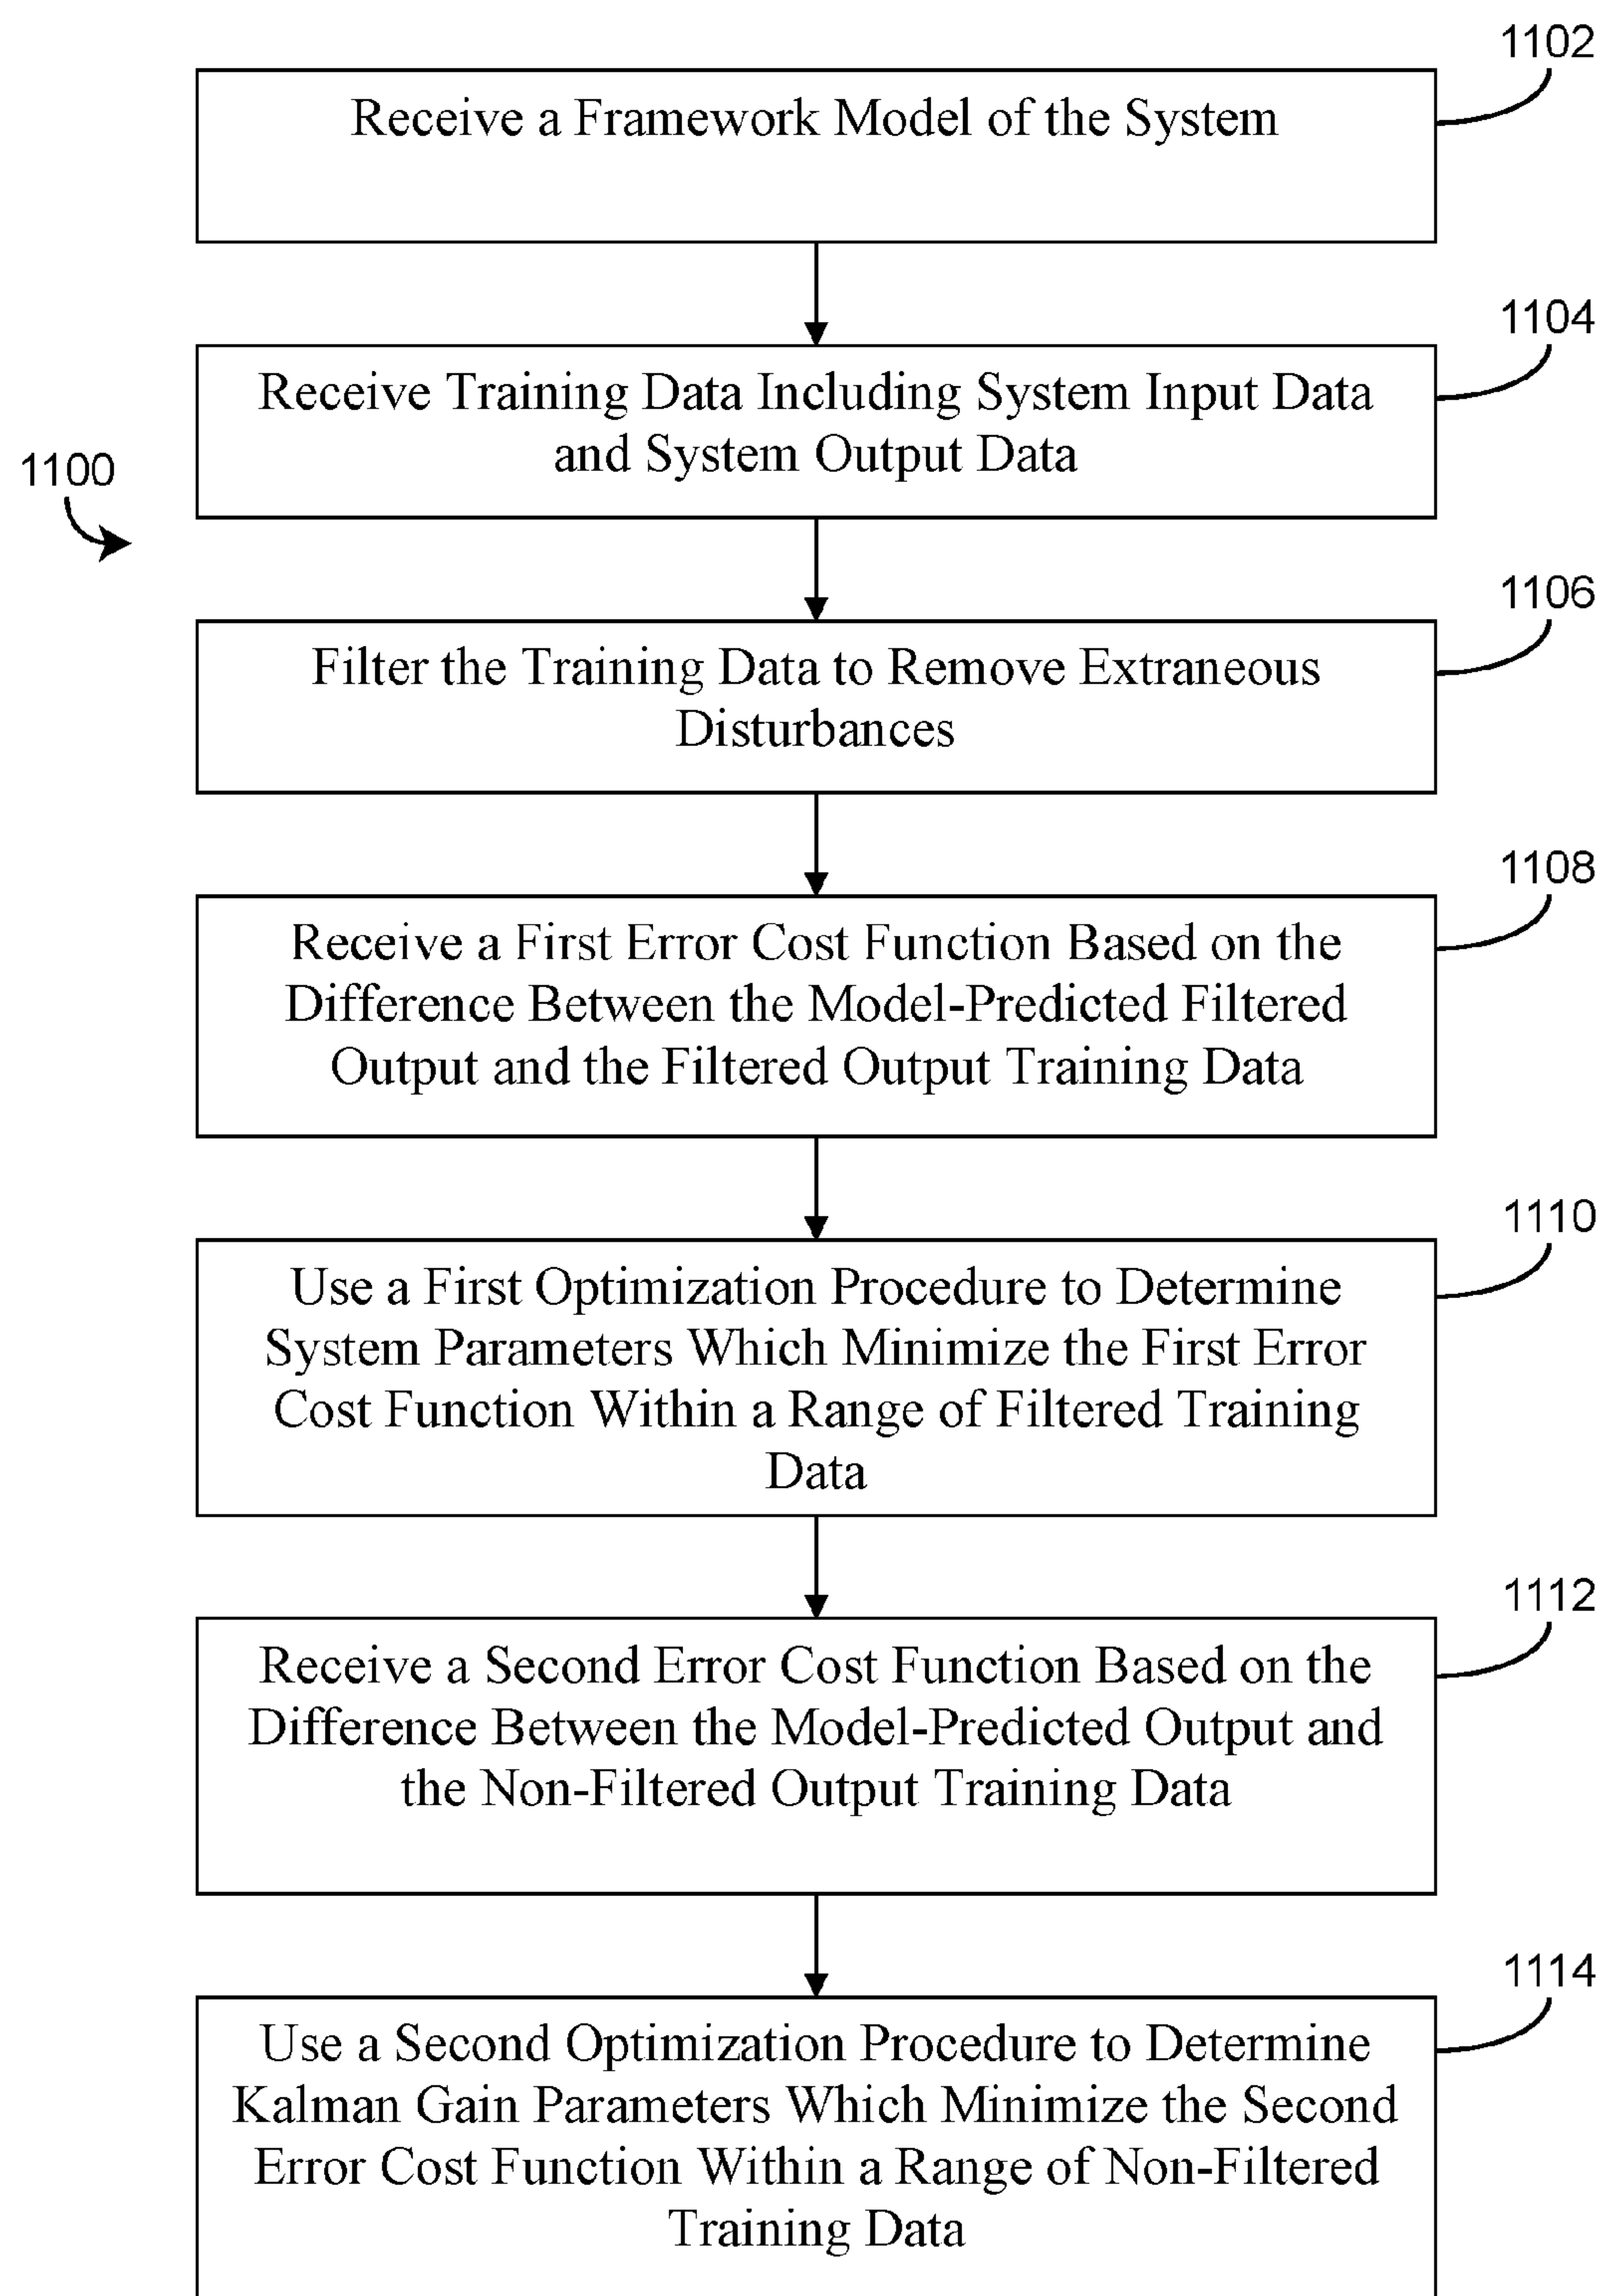 1102
Receive a Framework Model of the System
1104
Receive Training Data Including System Input Data
and System Output Data
1100
1106
Filter the Training Data to Remove Extraneous
Disturbances
1108
Receive a First Error Cost Function Based on the
Difference Between the Model-Predicted Filtered
Output and the Filtered Output Training Data
1110
Use a First Optimization Procedure to Determine
System Parameters Which Minimize the First Error
Cost Function Within a Range of Filtered Training
Data
1112
Receive a Second Error Cost Function Based on the
Difference Between the Model-Predicted Output and
the Non-Filtered Output Training Data
1114
Use a Second Optimization Procedure to Determine
Kalman Gain Parameters Which Minimize the Second
Error Cost Function Within a Range of Non-Filtered
Training Data